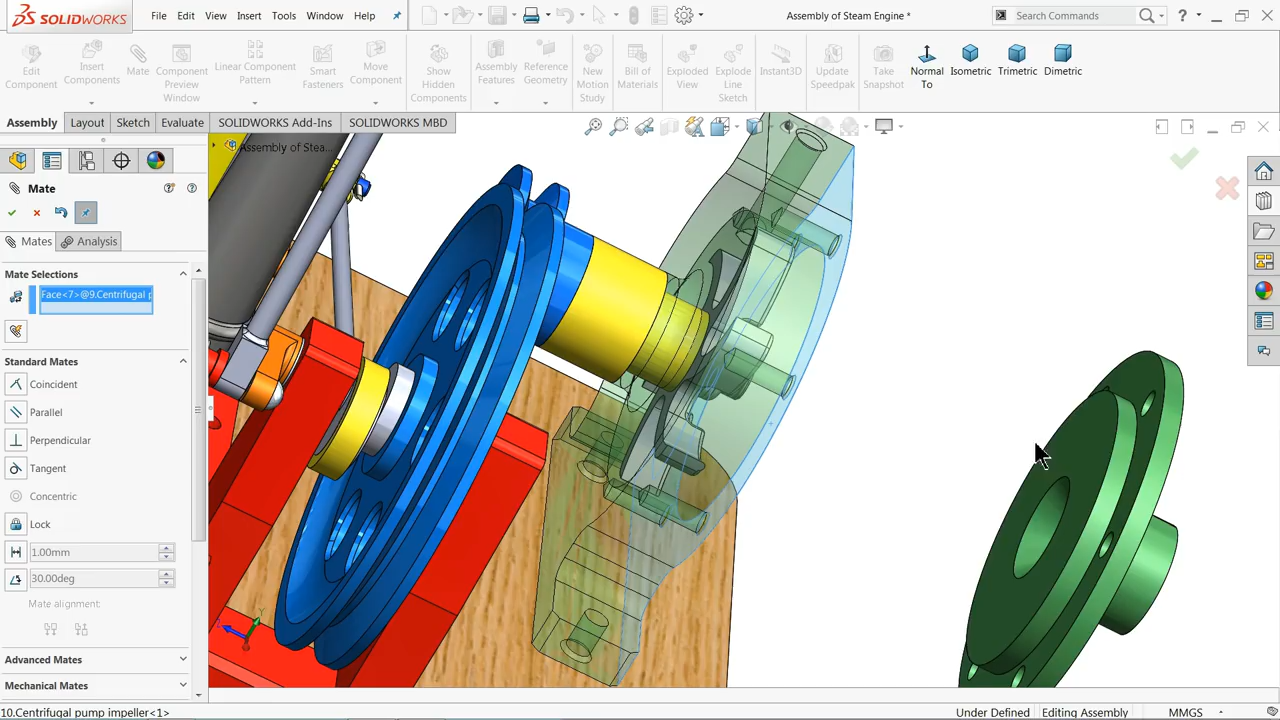 SOLIDWORKS
File Edit View Insert Tools Window Help
Assembly of Steam Engine *
Search Commands
?
Edit Component
Insert Components
Mate
Component Preview Window
Linear Component Pattern
Smart Fasteners
Move Component
Show Hidden Components
Assembly Features
Reference Geometry
New Motion Study
Bill of Materials
Exploded View
Explode Line Sketch
Instant3D
Update Speedpak
Take Snapshot
Normal To
Isometric
Trimetric
Dimetric
Assembly Layout Sketch Evaluate SOLIDWORKS Add-Ins SOLIDWORKS MBD
Assembly of Stea...
Mate
Mates Analysis
Mate Selections
Face<7>@9.Centrifugal p
Standard Mates
Coincident
Parallel
Perpendicular
Tangent
Concentric
Lock
1.00mm
30.00deg
Mate alignment:
Advanced Mates
Mechanical Mates
10.Centrifugal pump impeller<1>
Under Defined Editing Assembly MMGS